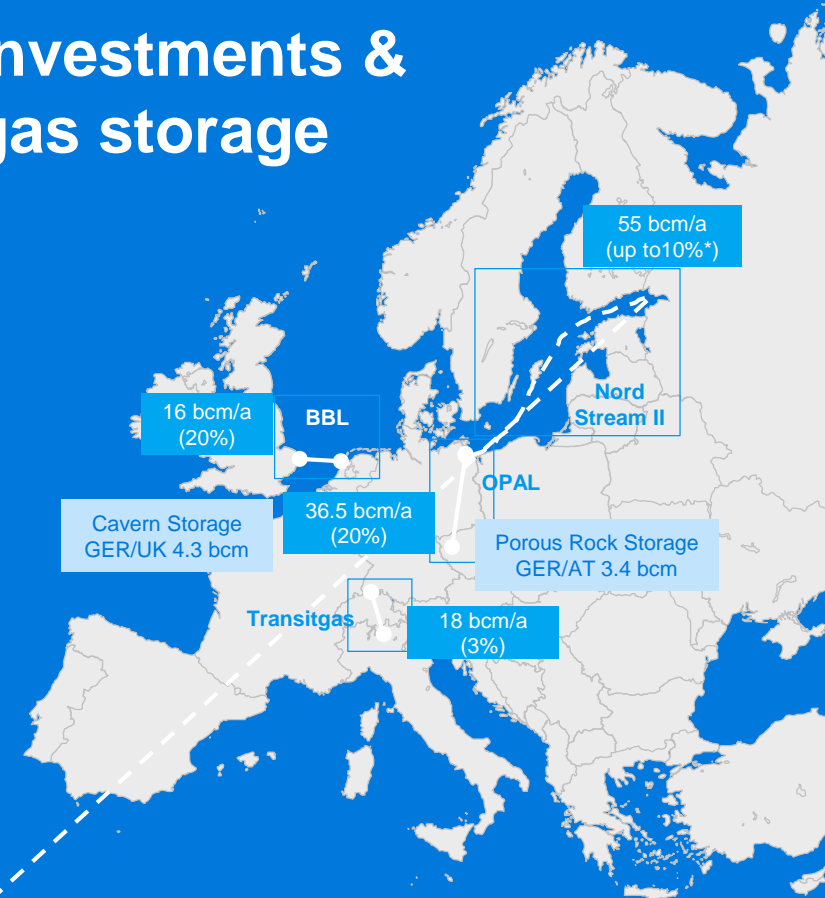 nvestments &
gas storage
55 bcm/a
(up to10%*)
Nord
Stream II
16 bcm/a
(20%)
BBL
OPAL
36.5 bcm/a
(20%)
Cavern Storage
GER/UK 4.3 bcm
Porous Rock Storage
GER/AT 3.4 bcm
Transitgas
18 bcm/a
(3%)